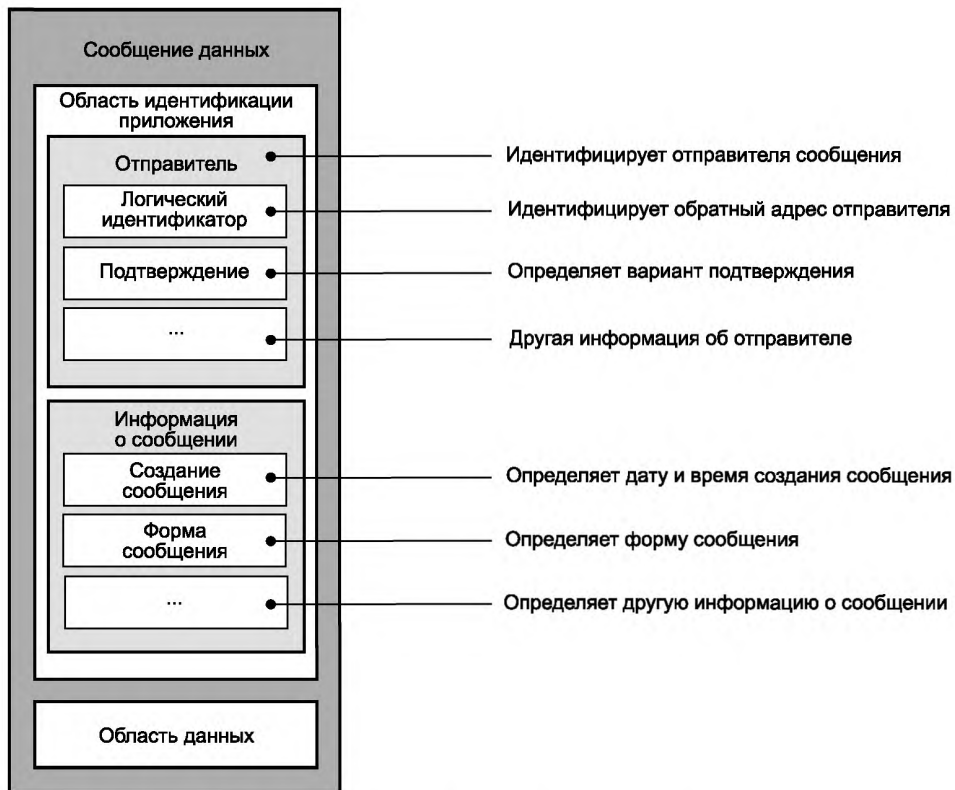 Сообщение данных
Область идентификации
приложения
Отправитель
Идентифицирует отправителя сообщения
Логический
идентификатор
Идентифицирует обратный адрес отправителя
Подтверждение
Определяет вариант подтверждения
...
Другая информация об отправителе
Информация
о сообщении
Создание
сообщения
Определяет дату и время создания сообщения
Форма
сообщения
Определяет форму сообщения
...
Определяет другую информацию о сообщении
Область данных